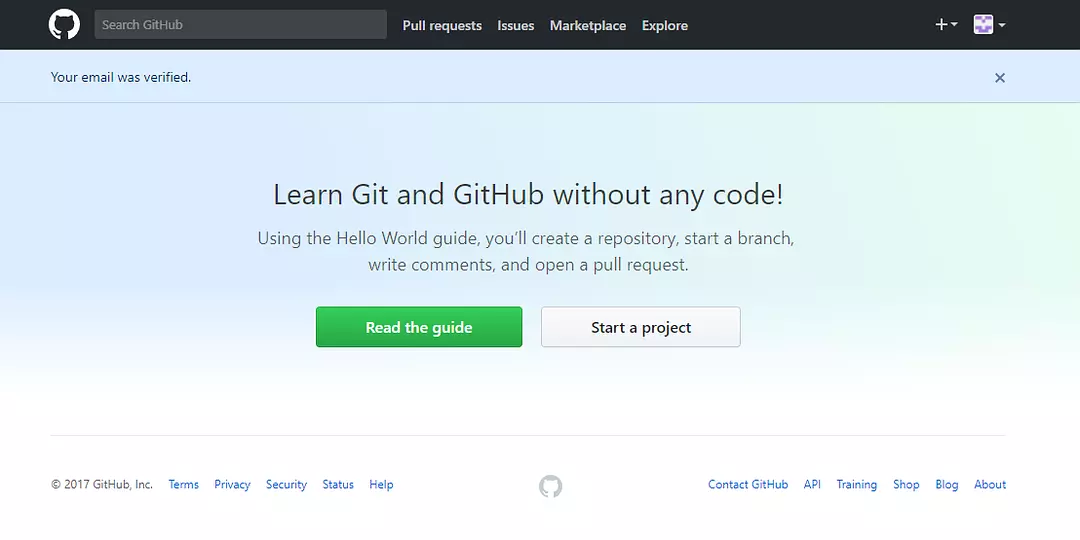 Search GitHub Pull requests Issues Marketplace Explore
Your email was verified.
Learn Git and GitHub without any code!
Using the Hello World guide, you’ll create a repository, start a branch,
write comments, and open a pull request.
Read the guide Start a project
© 2017 GitHub, Inc. Terms Privacy Security Status Help Contact GitHub API Training Shop Blog About